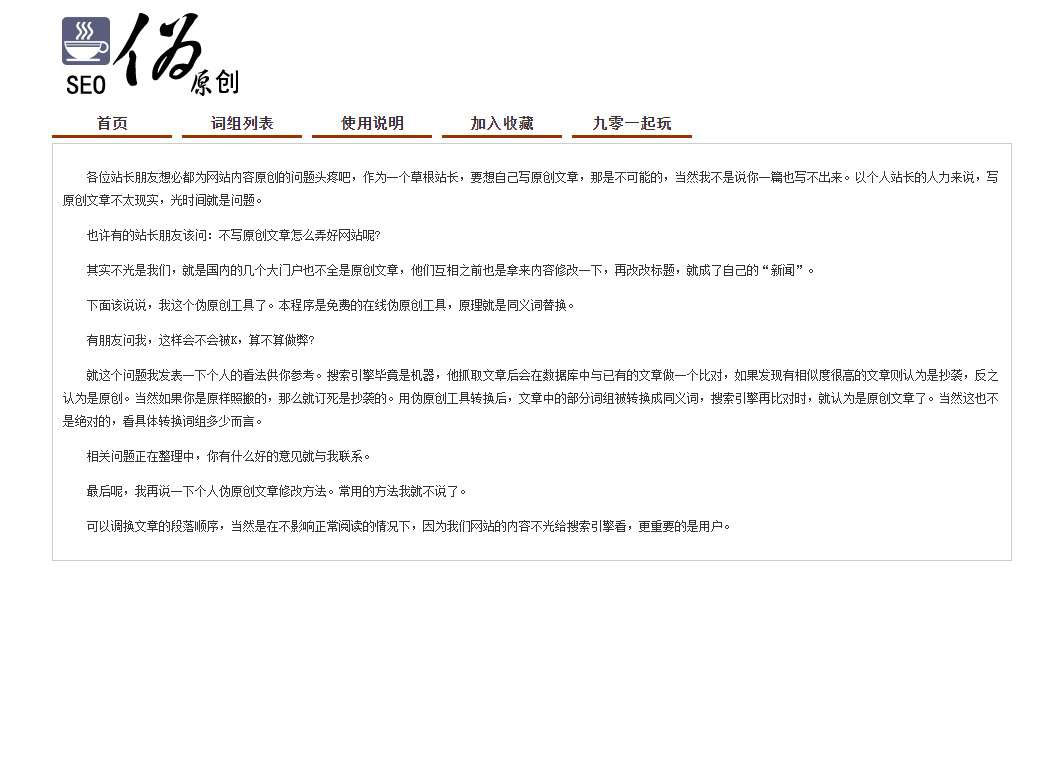 SEO 伪原创
首页 词组列表 使用说明 加入收藏 九零一起玩
各位站长朋友想必都为网站内容原创的问题头疼吧，作为一个草根站长，要想自己写原创文章，那是不可能的，当然我不是说你一篇也写不出来。以个人站长的人力来说，写
原创文章不太现实，光时间就是问题。
也许有的站长朋友该问：不写原创文章怎么弄好网站呢?
其实不光是我们，就是国内的几个大门户也不全是原创文章，他们互相之前也是拿来内容修改一下，再改改标题，就成了自己的“新闻”。
下面该说说，我这个伪原创工具了。本程序是免费的在线伪原创工具，原理就是同义词替换。
有朋友问我，这样会不会被K，算不算做弊?
就这个问题我发表一下个人的看法供你参考。搜索引擎毕竟是机器，他抓取文章后会在数据库中与已有的文章做一个比对，如果发现有相似度很高的文章则认为是抄袭，反之
认为是原创。当然如果你是原样照搬的，那么就订死是抄袭的。用伪原创工具转换后，文章中的部分词组被转换成同义词，搜索引擎再比对时，就认为是原创文章了。当然这也不
是绝对的，看具体转换词组多少而言。
相关问题正在整理中，你有什么好的意见就与我联系。
最后呢，我再说一下个人伪原创文章修改方法。常用的方法我就不说了。
可以调换文章的段落顺序，当然是在不影响正常阅读的情况下，因为我们网站的内容不光给搜索引擎看，更重要的是用户。